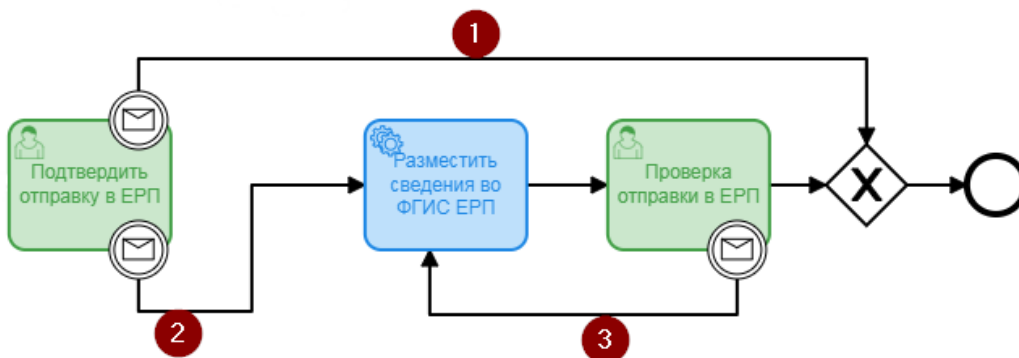 1
Подтвердить
отправку в ЕРП
Разместить
сведения во
ФГИС ЕРП
Проверка
отправки в ЕРП
X
2
3